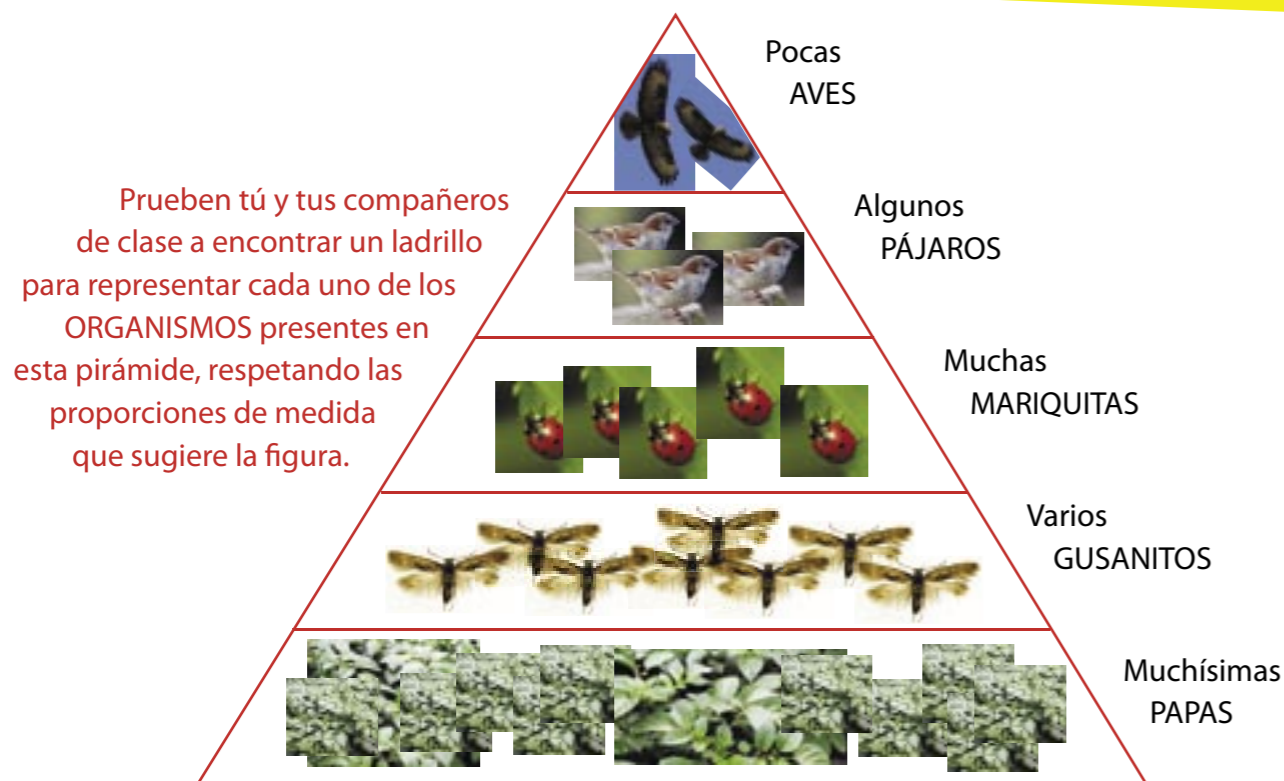 Pocas
AVES
Prueben tú y tus compañeros
de clase a encontrar un ladrillo
para representar cada uno de los
ORGANISMOS presentes en
esta pirámide, respetando las
proporciones de medida
que sugiere la figura.
Algunos
PÁJAROS
Muchas
MARIQUITAS
Varios
GUSANITOS
Muchísimas
PAPAS